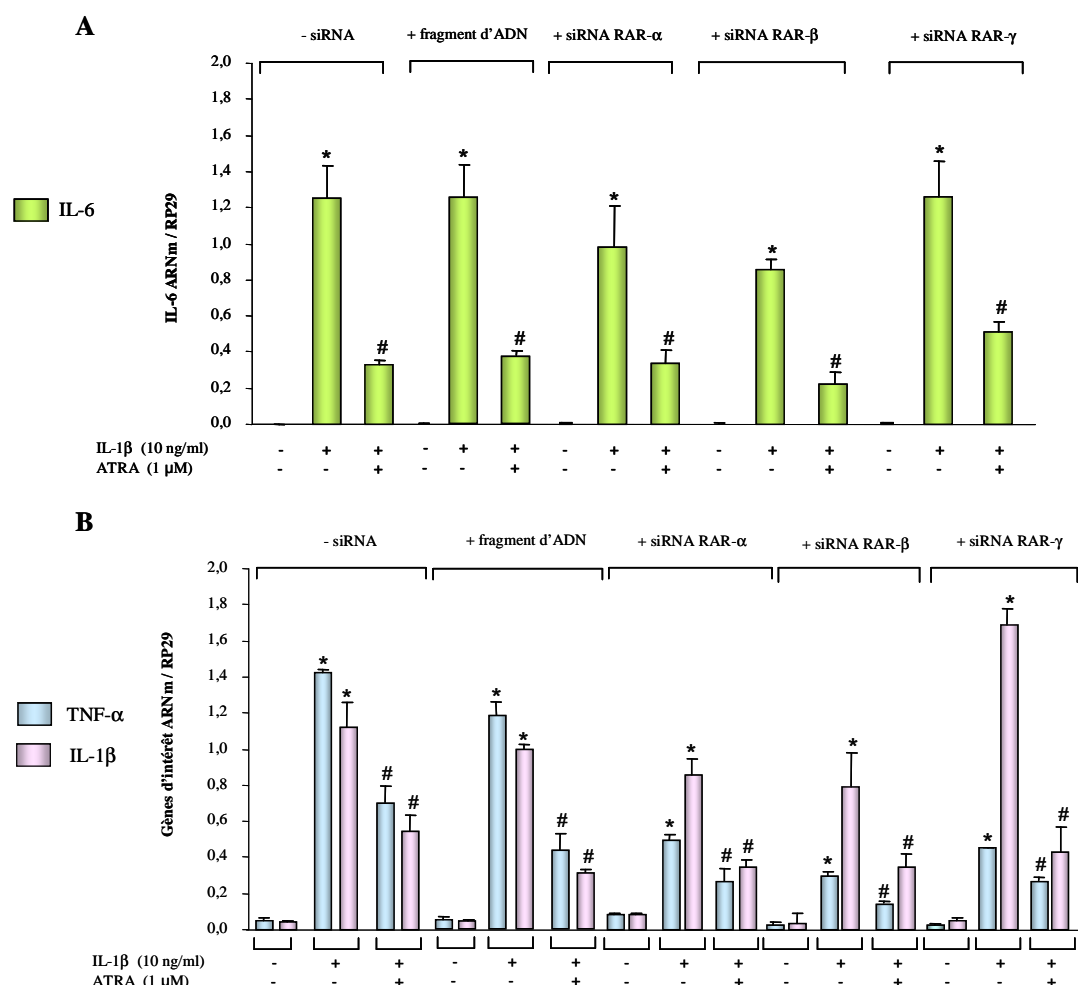 A
- siRNA + fragment d'ADN + siRNA RAR-α + siRNA RAR-β + siRNA RAR-γ
2,0
1,8
1,6
1,4
1,2
1,0
0,8
0,6
0,4
0,2
0,0
IL-6 ARNm / RP29
IL-6
* # * # * # * # * #
IL-1β (10 ng/ml) - + + - + + - + + - + + - + +
ATRA (1 µM) - - + - - + - - + - - + - - +
B
- siRNA + fragment d'ADN + siRNA RAR-α + siRNA RAR-β + siRNA RAR-γ
2,0
1,8
1,6
1,4
1,2
1,0
0,8
0,6
0,4
0,2
0,0
Gènes d'intérêt ARNm / RP29
TNF-α
IL-1β
* * # # * * # # * * # # * * # # * * # #
IL-1β (10 ng/ml) - + + - + + - + + - + + - + +
ATRA (1 µM) - - + - - + - - + - - + - - +